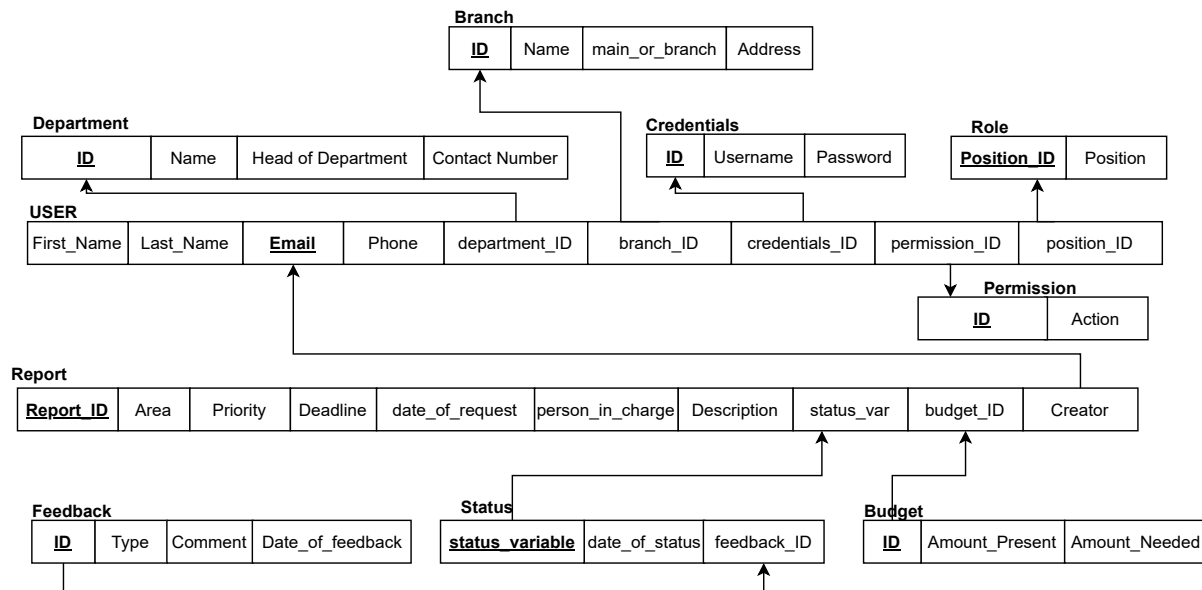 Branch
ID Name main_or_branch Address
Department
ID Name Head of Department Contact Number
Credentials
ID Username Password
Role
Position_ID Position
USER
First_Name Last_Name Email Phone department_ID branch_ID credentials_ID permission_ID position_ID
Permission
ID Action
Report
Report_ID Area Priority Deadline date_of_request person_in_charge Description status_var budget_ID Creator
Feedback
ID Type Comment Date_of_feedback
Status
status_variable date_of_status feedback_ID
Budget
ID Amount_Present Amount_Needed